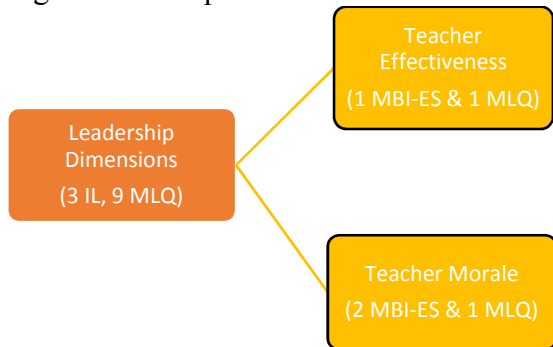 Leadership
Dimensions
(3 IL, 9 MLQ)
Teacher
Effectiveness
(1 MBI-ES & 1 MLQ)
Teacher Morale
(2 MBI-ES & 1 MLQ)